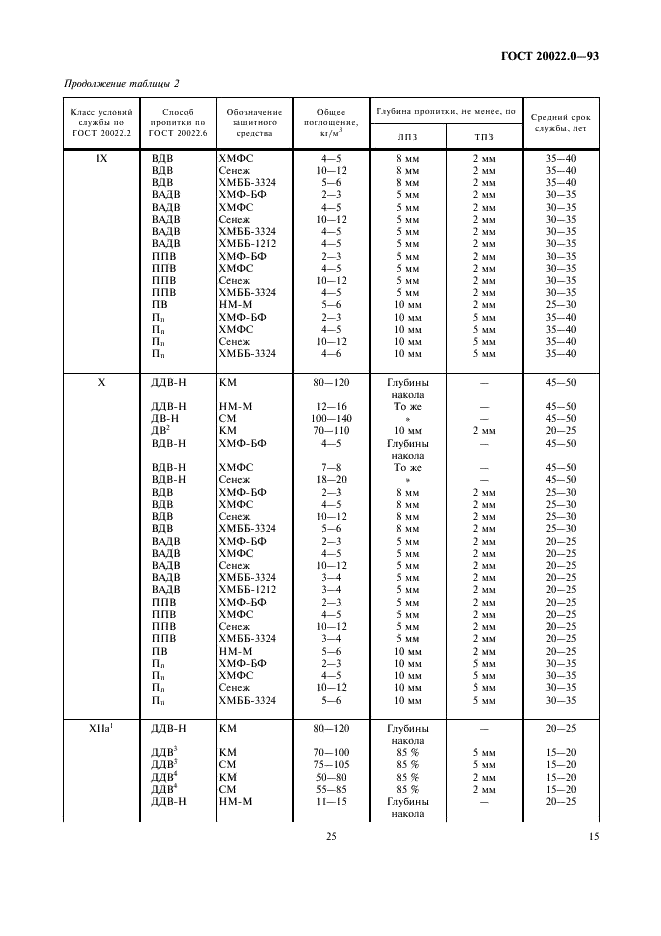 ГОСТ 20022.0—93
Продолжение таблицы 2
Класс условий службы по ГОСТ 20022.2 Способ пропитки по ГОСТ 20022.6 Обозначение защитного средства Общее поглощение, кг/м³ Глубина пропитки, не менее, по Средний срок службы, лет
ЛПЗ ТПЗ
IX ВДВ ХМФС 4—5 8 мм 2 мм 35—40
ВДВ Сенеж 10—12 8 мм 2 мм 35—40
ВДВ ХМББ-3324 5—6 8 мм 2 мм 35—40
ВАДВ ХМФ-БФ 2—3 5 мм 2 мм 30—35
ВАДВ ХМФС 4—5 5 мм 2 мм 30—35
ВАДВ Сенеж 10—12 5 мм 2 мм 30—35
ВАДВ ХМББ-3324 4—5 5 мм 2 мм 30—35
ВАДВ ХМББ-1212 4—5 5 мм 2 мм 30—35
ППВ ХМФ-БФ 2—3 5 мм 2 мм 30—35
ППВ ХМФС 4—5 5 мм 2 мм 30—35
ППВ Сенеж 10—12 5 мм 2 мм 30—35
ППВ ХМББ-3324 4—5 5 мм 2 мм 30—35
ПВ НМ-М 5—6 10 мм 2 мм 25—30
Пп ХМФ-БФ 2—3 10 мм 5 мм 35—40
Пп ХМФС 4—5 10 мм 5 мм 35—40
Пп Сенеж 10—12 10 мм 5 мм 35—40
Пп ХМББ-3324 4—6 10 мм 5 мм 35—40
X ДДВ-Н КМ 80—120 Глубины — 45—50
накола
ДДВ-Н НМ-М 12—16 То же — 45—50
ДВ-Н СМ 100—140 » — 45—50
ДВ² КМ 70—110 10 мм 2 мм 20—25
ВДВ-Н ХМФ-БФ 4—5 Глубины — 45—50
накола
ВДВ-Н ХМФС 7—8 То же — 45—50
ВДВ-Н Сенеж 18—20 » — 45—50
ВДВ ХМФ-БФ 2—3 8 мм 2 мм 25—30
ВДВ ХМФС 4—5 8 мм 2 мм 25—30
ВДВ Сенеж 10—12 8 мм 2 мм 25—30
ВДВ ХМББ-3324 5—6 8 мм 2 мм 25—30
ВАДВ ХМФ-БФ 2—3 5 мм 2 мм 20—25
ВАДВ ХМФС 4—5 5 мм 2 мм 20—25
ВАДВ Сенеж 10—12 5 мм 2 мм 20—25
ВАДВ ХМББ-3324 3—4 5 мм 2 мм 20—25
ВАДВ ХМББ-1212 3—4 5 мм 2 мм 20—25
ППВ ХМФ-БФ 2—3 5 мм 2 мм 20—25
ППВ ХМФС 4—5 5 мм 2 мм 20—25
ППВ Сенеж 10—12 5 мм 2 мм 20—25
ППВ ХМББ-3324 3—4 5 мм 2 мм 20—25
ПВ НМ-М 5—6 10 мм 2 мм 20—25
Пп ХМФ-БФ 2—3 10 мм 5 мм 30—35
Пп ХМФС 4—5 10 мм 5 мм 30—35
Пп Сенеж 10—12 10 мм 5 мм 30—35
Пп ХМББ-3324 5—6 10 мм 5 мм 30—35
XIIа¹ ДДВ-Н КМ 80—120 Глубины — 20—25
накола
ДДВ³ КМ 70—100 85 % 5 мм 15—20
ДДВ³ СМ 75—105 85 % 5 мм 15—20
ДДВ⁴ КМ 50—80 85 % 2 мм 15—20
ДДВ⁴ СМ 55—85 85 % 2 мм 15—20
ДДВ-Н НМ-М 11—15 Глубины — 20—25
накола
25 15